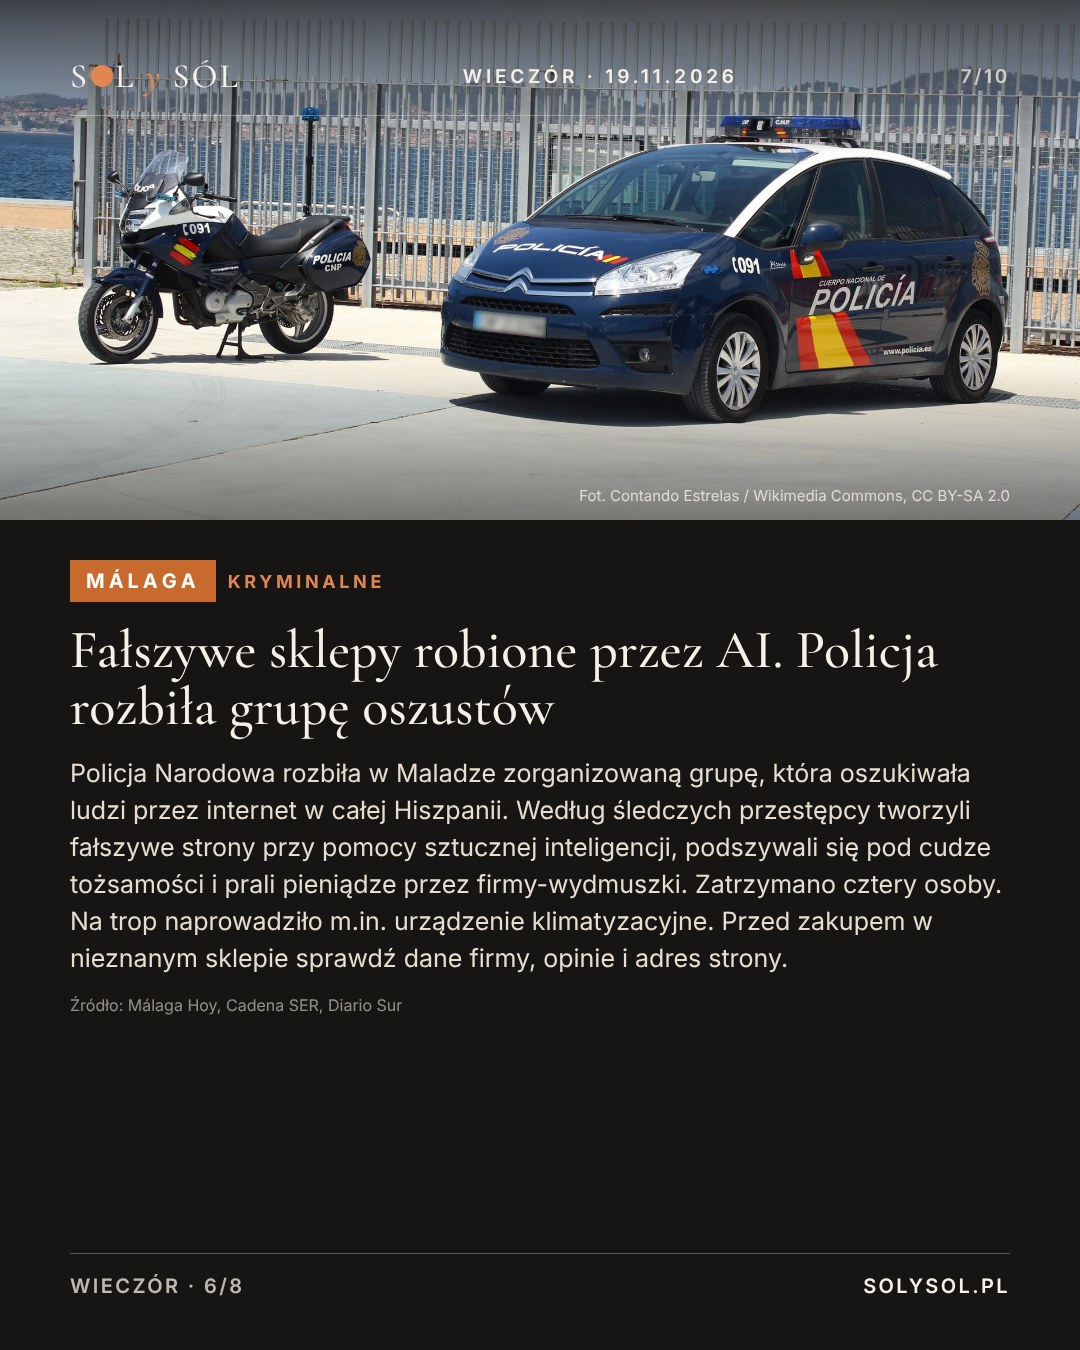 SOL y SÓL
WIECZÓR · 19.11.2026
7/10
CNP
091
POLICIA
CNP
POLICÍA
091
CUERPO NACIONAL DE
POLICÍA
www.policia.es
Fot. Contando Estrelas / Wikimedia Commons, CC BY-SA 2.0
MÁLAGA
KRYMINALNE
Fałszywe sklepy robione przez AI. Policja
rozbiła grupę oszustów
Policja Narodowa rozbiła w Maladze zorganizowaną grupę, która oszukiwała
ludzi przez internet w całej Hiszpanii. Według śledczych przestępcy tworzyli
fałszywe strony przy pomocy sztucznej inteligencji, podszywali się pod cudze
tożsamości i prali pieniądze przez firmy-wydmuszki. Zatrzymano cztery osoby.
Na trop naprowadziło m.in. urządzenie klimatyzacyjne. Przed zakupem w
nieznanym sklepie sprawdź dane firmy, opinie i adres strony.
Źródło: Málaga Hoy, Cadena SER, Diario Sur
WIECZÓR · 6/8
SOLYSOL.PL